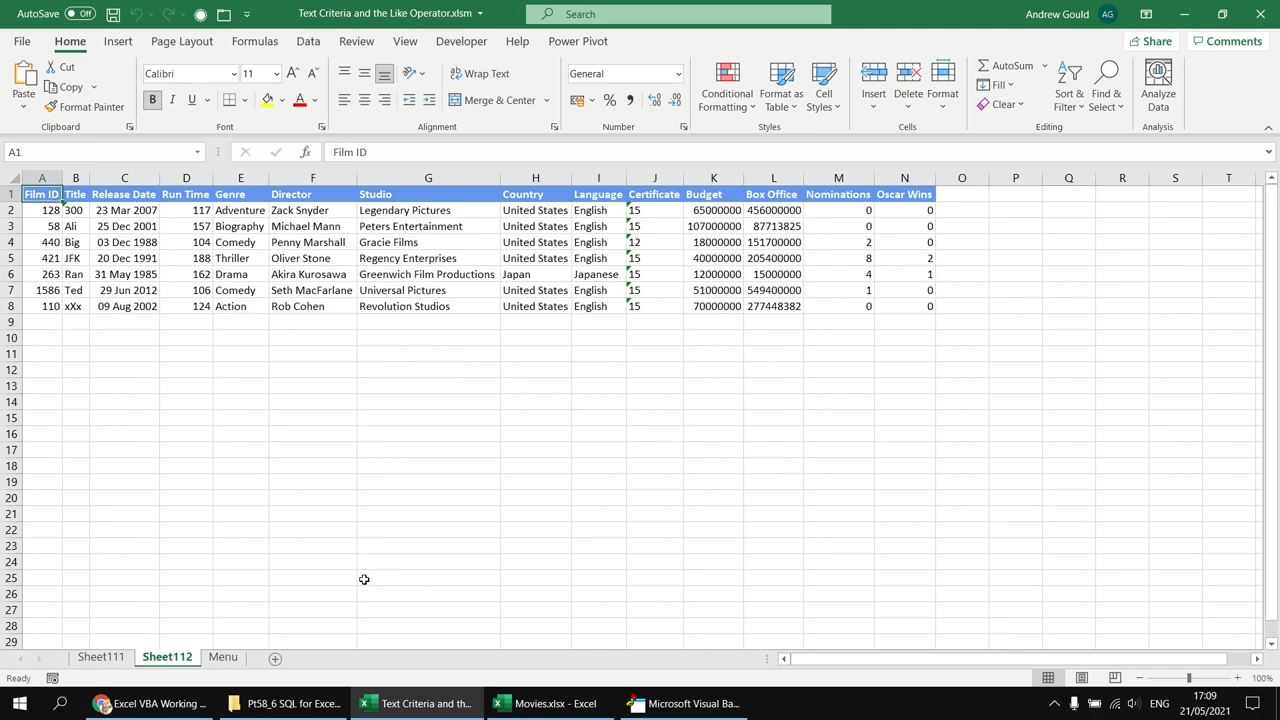 AutoSave Off Text Criteria and the Like Operator.xlsm Search Andrew Gould AG
File Home Insert Page Layout Formulas Data Review View Developer Help Power Pivot Share Comments
Paste Cut Copy Format Painter Clipboard
Calibri 11 B I U A Font
Wrap Text Merge & Center Alignment
General % Number
Conditional Formatting Format as Table Cell Styles Styles
Insert Delete Format Cells
AutoSum Fill Clear Sort & Filter Find & Select Editing
Analyze Data Analysis
A1 fx Film ID
A B C D E F G H I J K L M N O P Q R S T
1 Film ID Title Release Date Run Time Genre Director Studio Country Language Certificate Budget Box Office Nominations Oscar Wins
2 128 300 23 Mar 2007 117 Adventure Zack Snyder Legendary Pictures United States English 15 65000000 456000000 0 0
3 58 Ali 25 Dec 2001 157 Biography Michael Mann Peters Entertainment United States English 15 107000000 87713825 0 0
4 440 Big 03 Dec 1988 104 Comedy Penny Marshall Gracie Films United States English 12 18000000 151700000 2 0
5 421 JFK 20 Dec 1991 188 Thriller Oliver Stone Regency Enterprises United States English 15 40000000 205400000 8 2
6 263 Ran 31 May 1985 162 Drama Akira Kurosawa Greenwich Film Productions Japan Japanese 15 12000000 15000000 4 1
7 1586 Ted 29 Jun 2012 106 Comedy Seth MacFarlane Universal Pictures United States English 15 51000000 549400000 1 0
8 110 xXx 09 Aug 2002 124 Action Rob Cohen Revolution Studios United States English 15 70000000 277448382 0 0
9
10
11
12
13
14
15
16
17
18
19
20
21
22
23
24
25
26
27
28
29
Sheet111 Sheet112 Menu
Ready 100%
Excel VBA Working ... Pt58_6 SQL for Exce... Text Criteria and th... Movies.xlsx - Excel Microsoft Visual Ba... ENG 17:09
21/05/2021